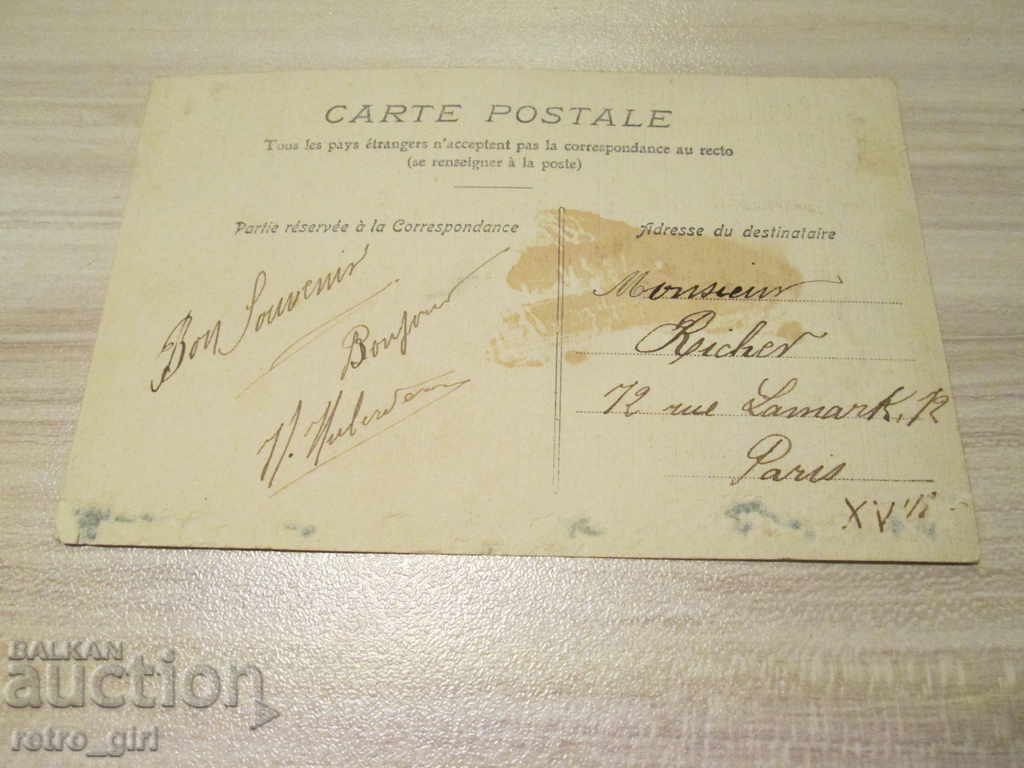 CARTE POSTALE
Tous les pays étrangers n'acceptent pas la correspondance au recto
(se renseigner à la poste)
Partie réservée à la Correspondance
Bon Souvenir
Bonjour
Adresse du destinataire
Monsieur
Richer
72 rue Lamark
Paris
BALKAN
auction
retro_girl